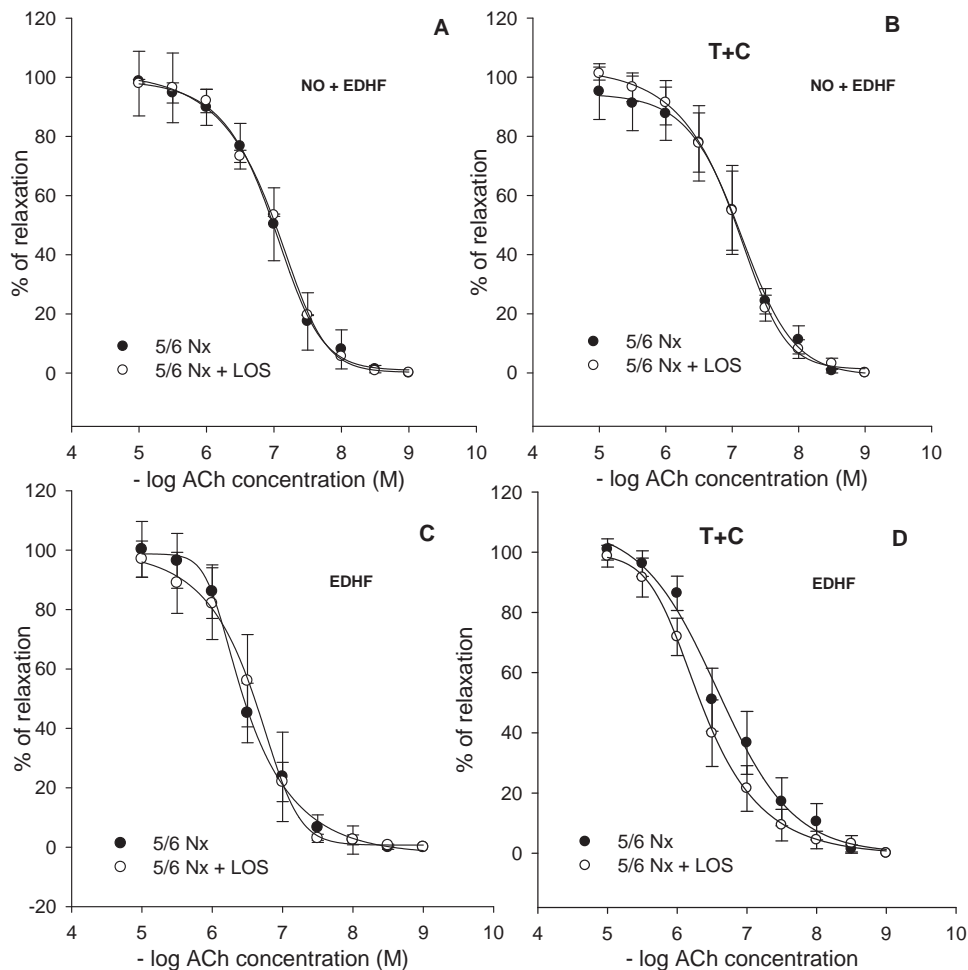 A
NO + EDHF
% of relaxation
120
100
80
60
40
20
0
5/6 Nx
5/6 Nx + LOS
4 5 6 7 8 9 10
- log ACh concentration (M)
B
T+C
NO + EDHF
% of relaxation
120
100
80
60
40
20
0
5/6 Nx
5/6 Nx + LOS
4 5 6 7 8 9 10
- log ACh concentration (M)
C
EDHF
% of relaxation
120
100
80
60
40
20
0
-20
5/6 Nx
5/6 Nx + LOS
4 5 6 7 8 9 10
- log ACh concentration (M)
T+C
D
EDHF
% of relaxation
120
100
80
60
40
20
0
5/6 Nx
5/6 Nx + LOS
4 5 6 7 8 9 10
- log ACh concentration